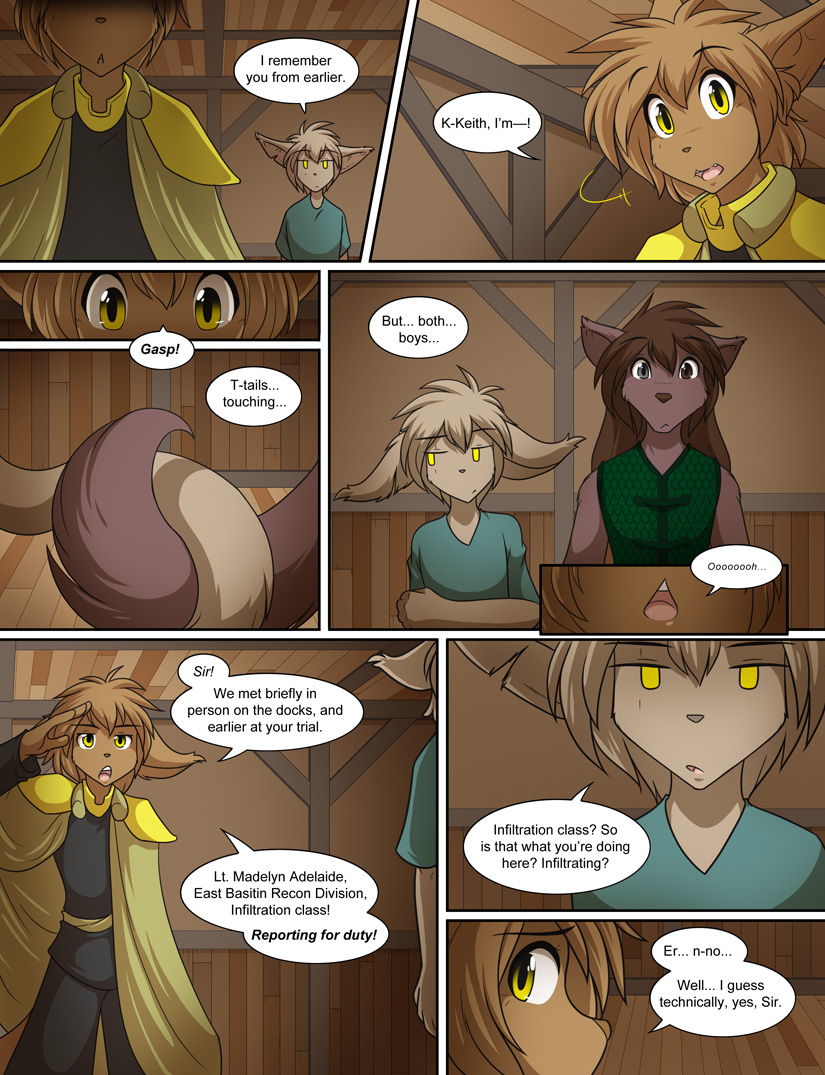 I remember
you from earlier.
K-Keith, I'm—!
Gasp!
T-tails...
touching...
But... both...
boys...
Oooooooh...
Sir!
We met briefly in
person on the docks, and
earlier at your trial.
Lt. Madelyn Adelaide,
East Basitin Recon Division,
Infiltration class!
Reporting for duty!
Infiltration class? So
is that what you're doing
here? Infiltrating?
Er... n-no...
Well... I guess
technically, yes, Sir.